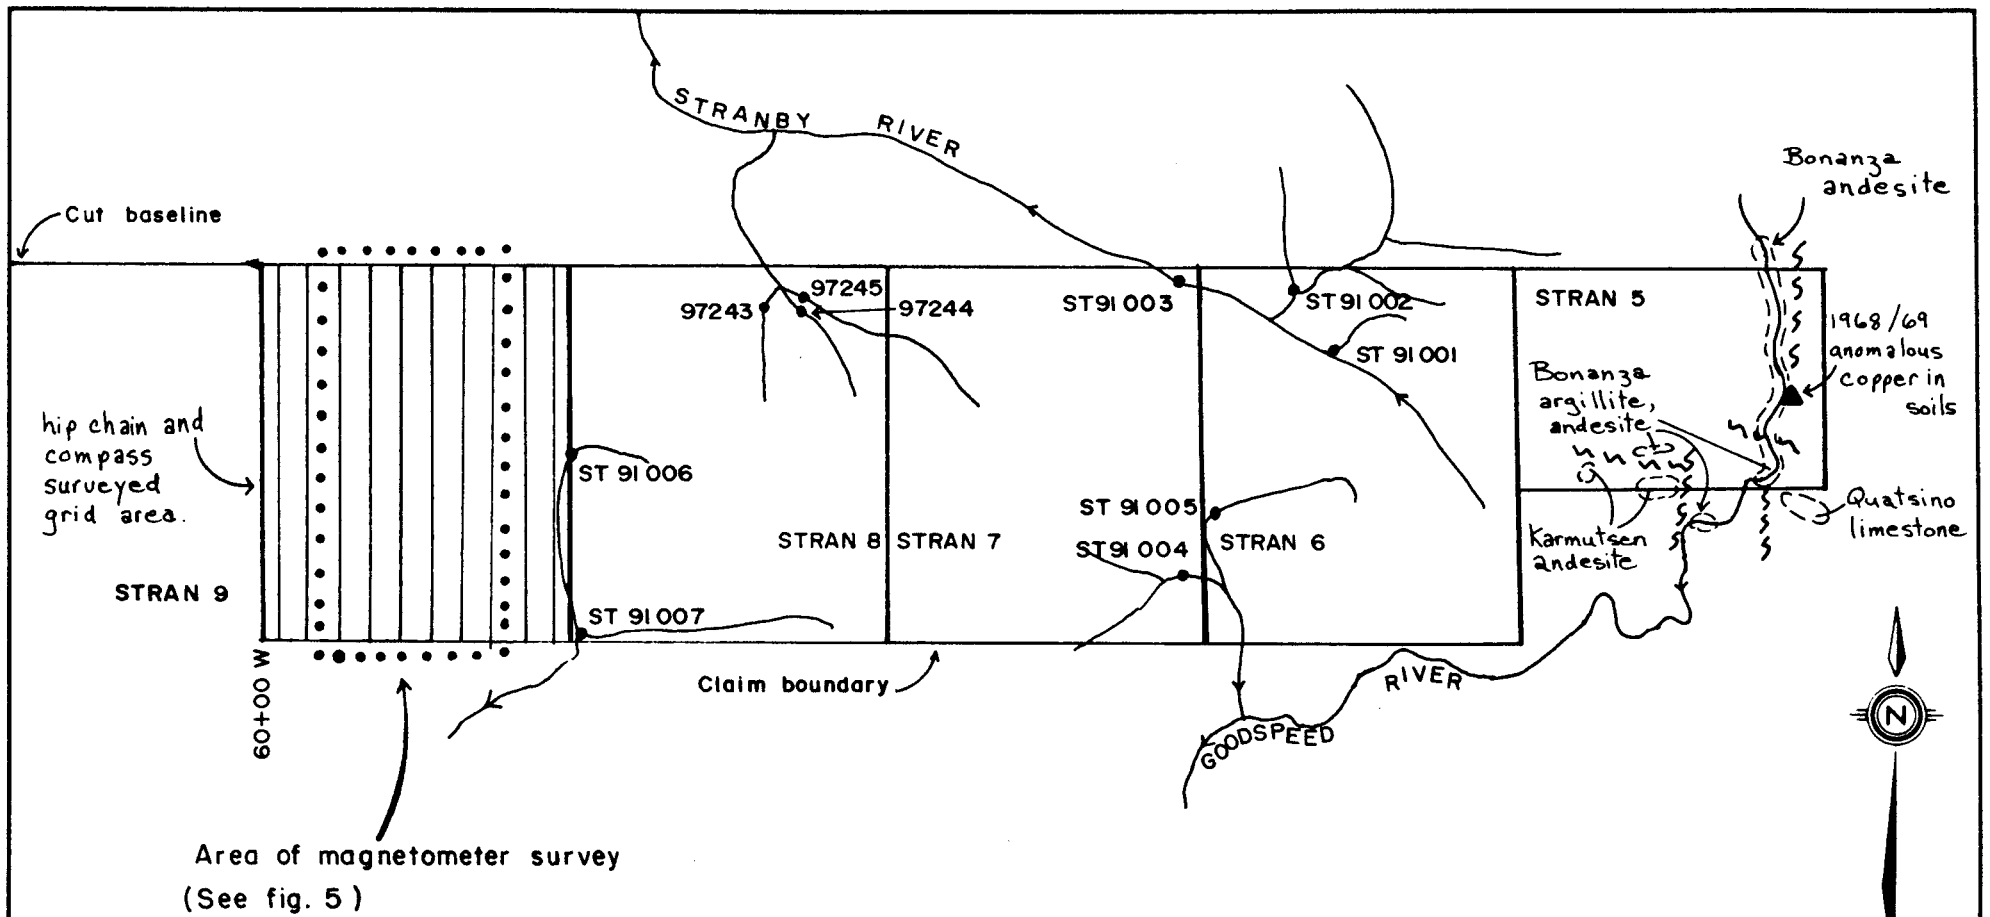 STRANBY RIVER
Bonanza
andesite
Cut baseline
97245
97243
97244
ST91 003
ST91 002
ST 91 001
STRAN 5
1968/69
anomalous
copper in
soils
Bonanza
argillite,
andesite
hip chain and
compass
surveyed
grid area.
ST 91 006
ST 91 005
ST91 004
STRAN 8
STRAN 7
STRAN 6
Karmutsen
andesite
Quatsino
limestone
STRAN 9
ST 91 007
60+00 W
Claim boundary
GOODSPEED RIVER
N
Area of magnetometer survey
(See fig. 5)